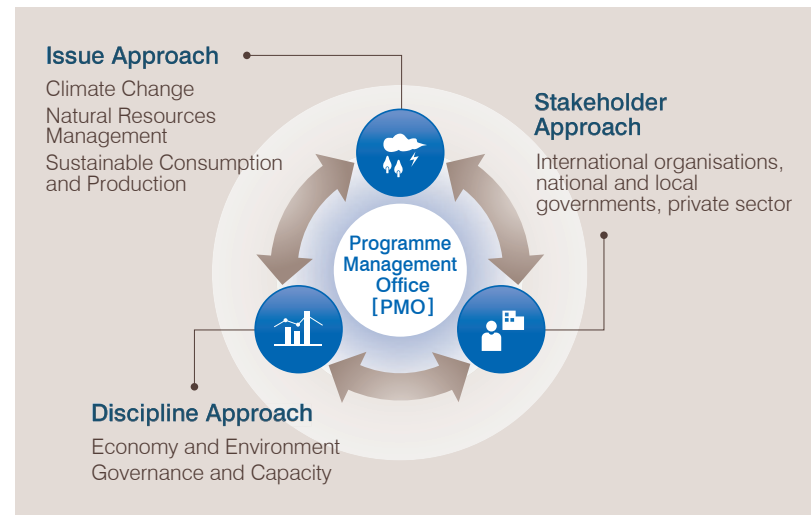 Issue Approach
Climate Change
Natural Resources
Management
Sustainable Consumption
and Production
Stakeholder
Approach
International organisations,
national and local
governments, private sector
Programme
Management
Office
[PMO]
Discipline Approach
Economy and Environment
Governance and Capacity